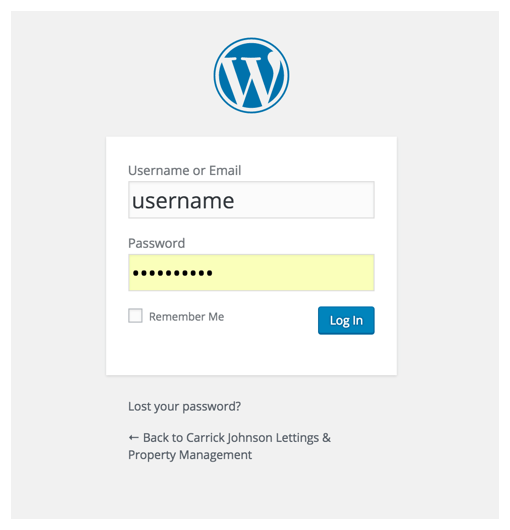 Username or Email
username
Password
••••••••••
Remember Me
Log In
Lost your password?
← Back to Carrick Johnson Lettings &
Property Management